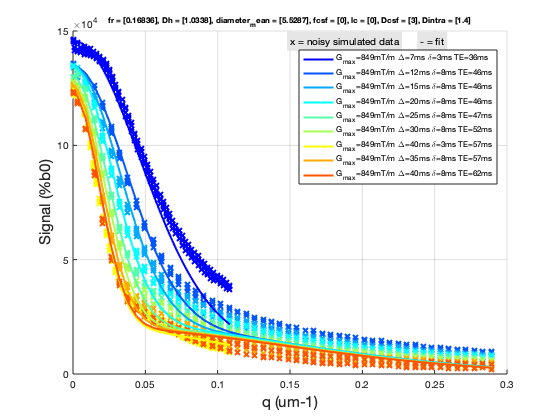 fr = [0.16836], Dh = [1.0338], diameter_mean = [5.5287], fcsf = [0], lc = [0], Dcsf = [3], Dintra = [1.4]
×10⁴
x = noisy simulated data - = fit
G_max=849mT/m Δ=7ms δ=3ms TE=36ms
G_max=849mT/m Δ=12ms δ=8ms TE=46ms
G_max=849mT/m Δ=15ms δ=8ms TE=46ms
G_max=849mT/m Δ=20ms δ=8ms TE=46ms
G_max=849mT/m Δ=25ms δ=8ms TE=47ms
G_max=849mT/m Δ=30ms δ=8ms TE=52ms
G_max=849mT/m Δ=40ms δ=3ms TE=57ms
G_max=849mT/m Δ=35ms δ=8ms TE=57ms
G_max=849mT/m Δ=40ms δ=8ms TE=62ms
15
10
5
0
Signal (%b0)
0 0.05 0.1 0.15 0.2 0.25 0.3
q (um-1)